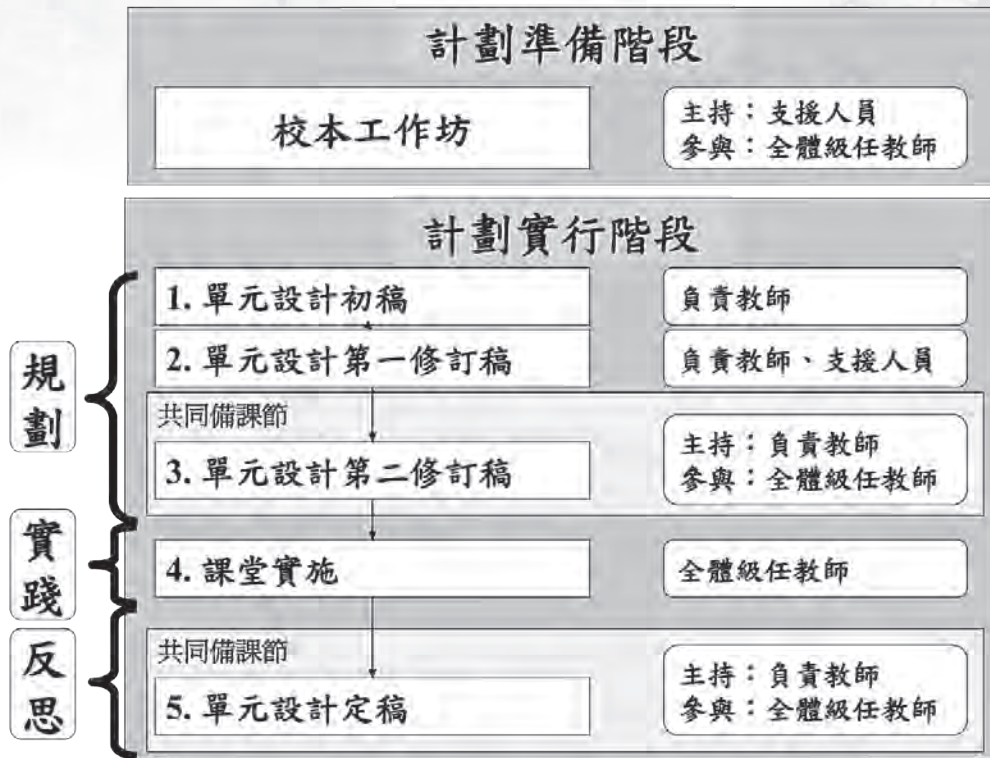 計劃準備階段
校本工作坊
主持：支援人員
參與：全體級任教師
計劃實行階段
規劃
1. 單元設計初稿
負責教師
2. 單元設計第一修訂稿
負責教師、支援人員
共同備課節
3. 單元設計第二修訂稿
主持：負責教師
參與：全體級任教師
實踐
4. 課堂實施
全體級任教師
反思
共同備課節
5. 單元設計定稿
主持：負責教師
參與：全體級任教師